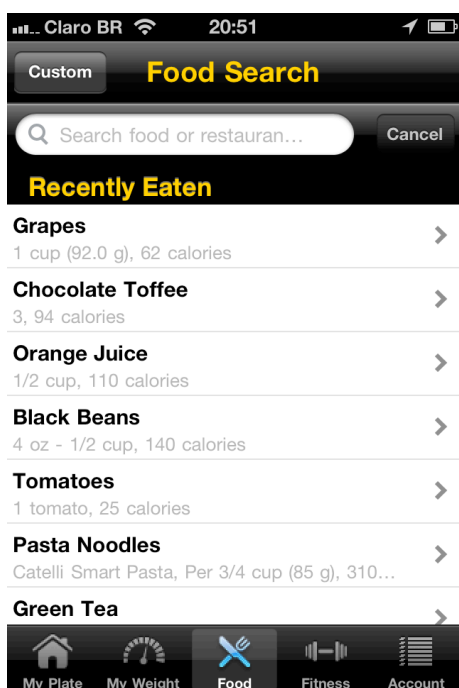 Claro BR 20:51
Custom Food Search
Search food or restauran... Cancel
Recently Eaten
Grapes
1 cup (92.0 g), 62 calories
Chocolate Toffee
3, 94 calories
Orange Juice
1/2 cup, 110 calories
Black Beans
4 oz - 1/2 cup, 140 calories
Tomatoes
1 tomato, 25 calories
Pasta Noodles
Catelli Smart Pasta, Per 3/4 cup (85 g), 310...
Green Tea
My Plate My Weight Food Fitness Account